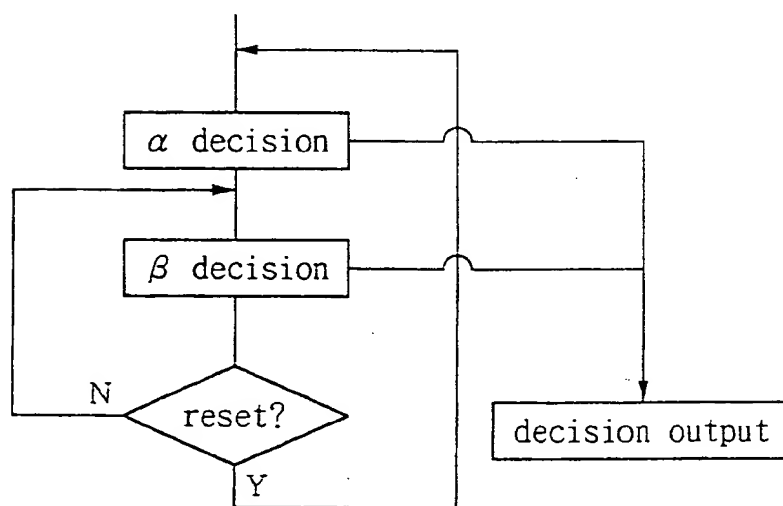 α decision
β decision
N
reset?
decision output
Y